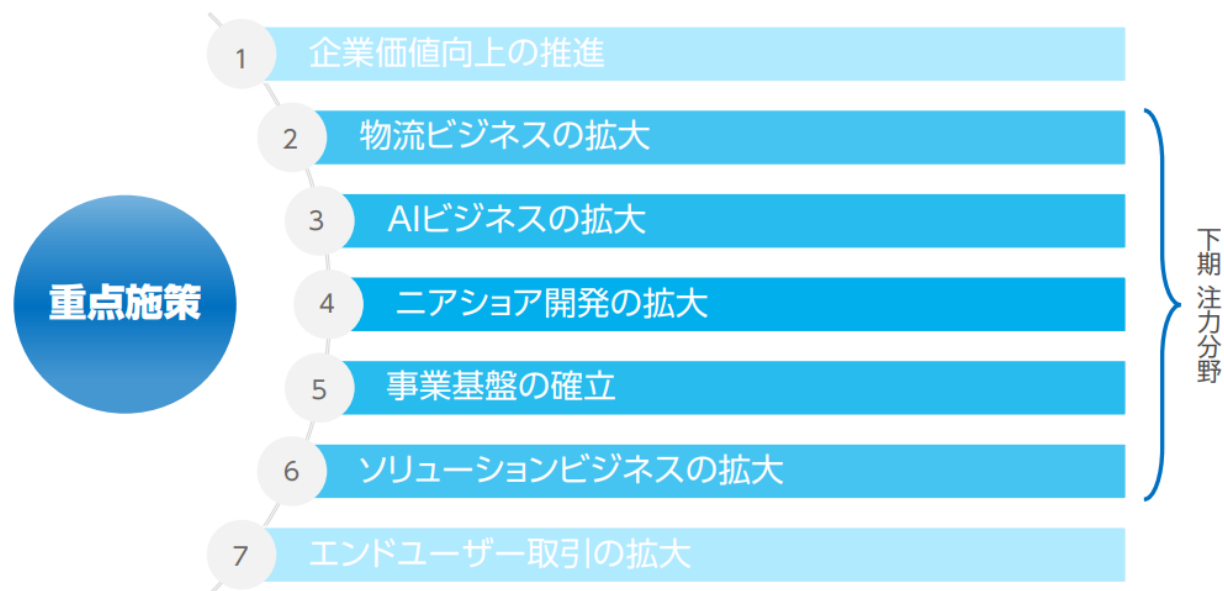 重点施策
1
企業価値向上の推進
2
物流ビジネスの拡大
3
AIビジネスの拡大
4
ニアショア開発の拡大
5
事業基盤の確立
6
ソリューションビジネスの拡大
7
エンドユーザー取引の拡大
下期 注力分野